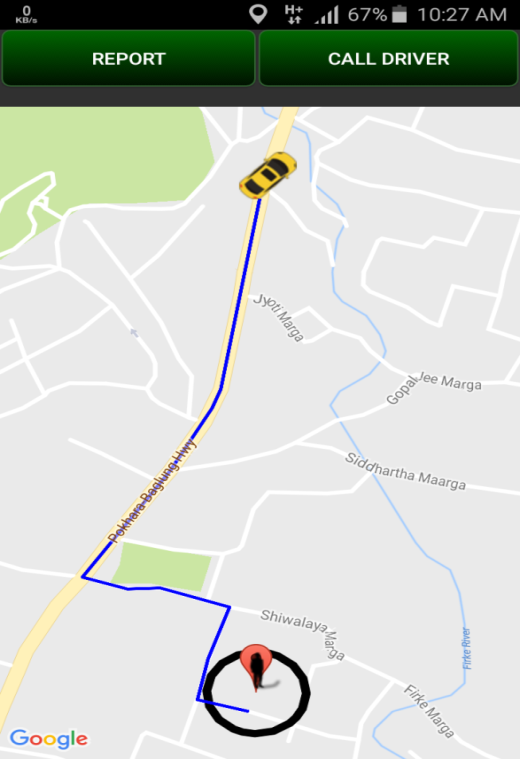 0
KB/s
H+
67%
10:27 AM
REPORT
CALL DRIVER
Jyoti Marga
Gopal Jee Marga
Pokhara Baglung Hwy
Siddhartha Maarga
Shiwalaya Marga
Firke River
Firke Marga
Google